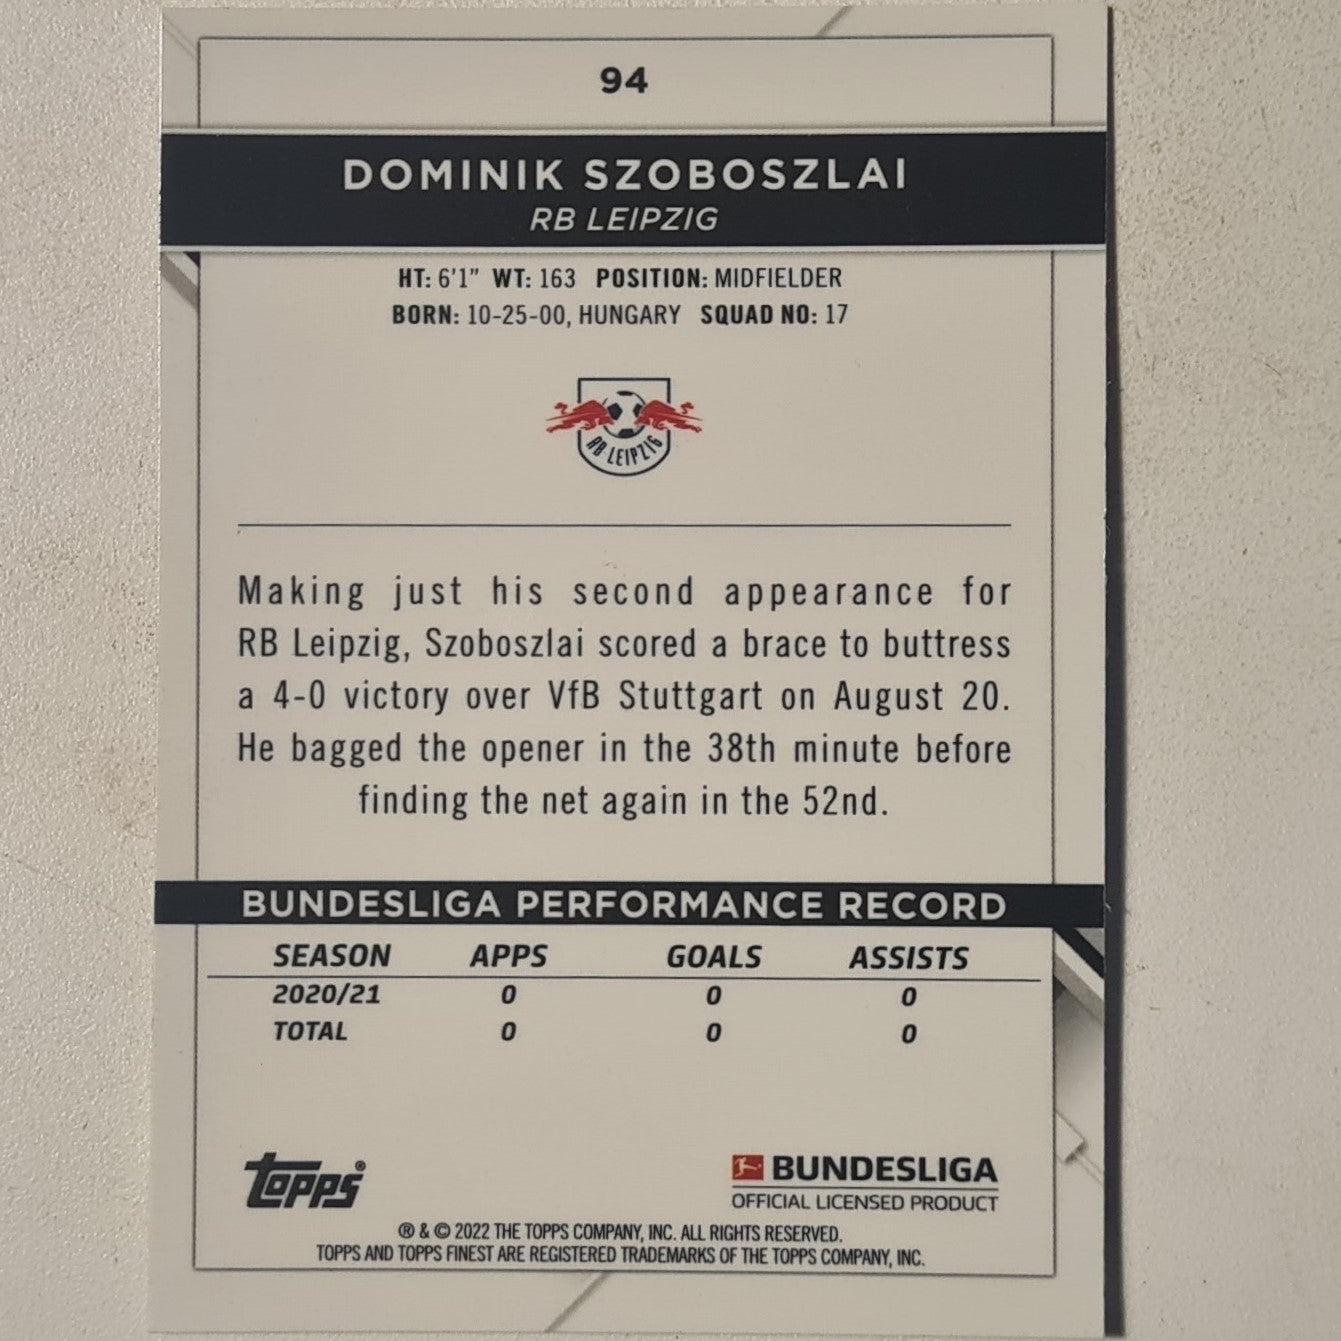 94
DOMINIK SZOBOSZLAI
RB LEIPZIG
HT: 6'1" WT: 163 POSITION: MIDFIELDER
BORN: 10-25-00, HUNGARY SQUAD NO: 17
RB LEIPZIG
Making just his second appearance for
RB Leipzig, Szoboszlai scored a brace to buttress
a 4-0 victory over VfB Stuttgart on August 20.
He bagged the opener in the 38th minute before
finding the net again in the 52nd.
BUNDESLIGA PERFORMANCE RECORD
SEASON APPS GOALS ASSISTS
2020/21 0 0 0
TOTAL 0 0 0
topps®
BUNDESLIGA
OFFICIAL LICENSED PRODUCT
® & © 2022 THE TOPPS COMPANY, INC. ALL RIGHTS RESERVED.
TOPPS AND TOPPS FINEST ARE REGISTERED TRADEMARKS OF THE TOPPS COMPANY, INC.